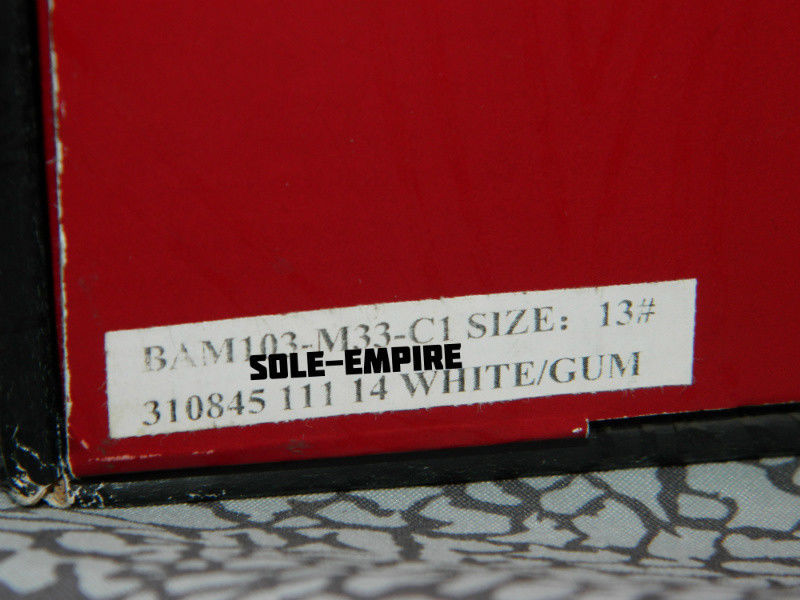 BAM103-M33-C1 SIZE: 13#
SOLE-EMPIRE
310845 111 14 WHITE/GUM